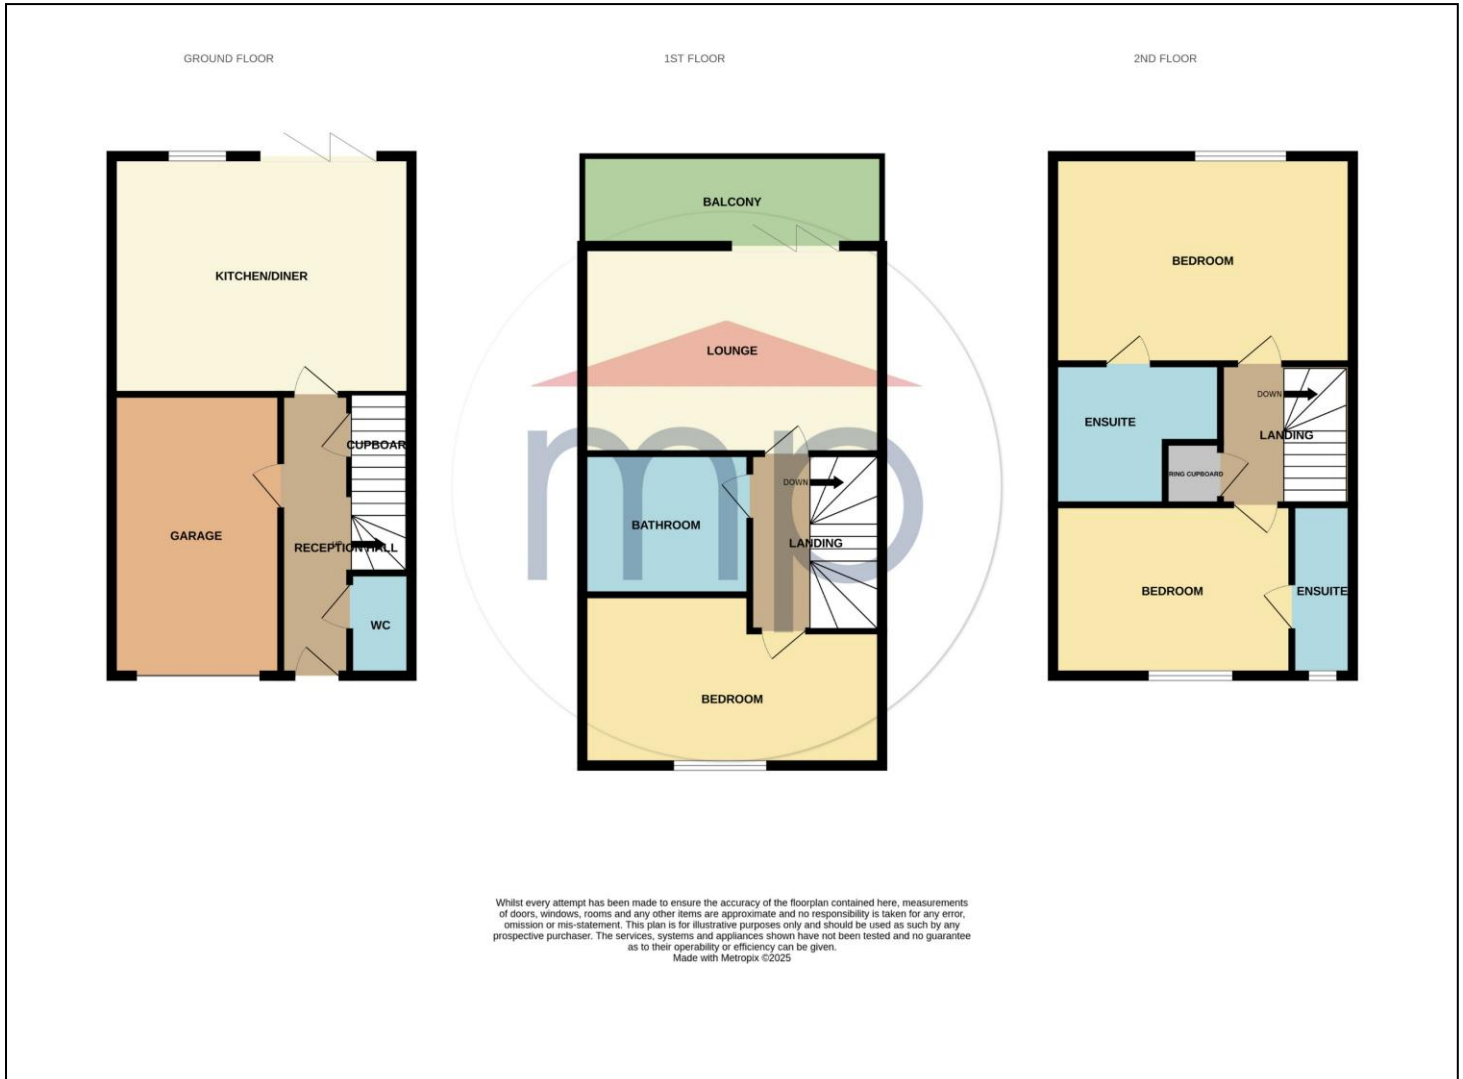 GROUND FLOOR
1ST FLOOR
2ND FLOOR
KITCHEN/DINER
CUPBOAR
GARAGE
RECEPTION HALL
WC
BALCONY
LOUNGE
mp
DOWN
BATHROOM
LANDING
BEDROOM
BEDROOM
DOWN
ENSUITE
LANDING
RING CUPBOARD
BEDROOM
ENSUITE
Whilst every attempt has been made to ensure the accuracy of the floorplan contained here, measurements
of doors, windows, rooms and any other items are approximate and no responsibility is taken for any error,
omission or mis-statement. This plan is for illustrative purposes only and should be used as such by any
prospective purchaser. The services, systems and appliances shown have not been tested and no guarantee
as to their operability or efficiency can be given.
Made with Metropix ©2025